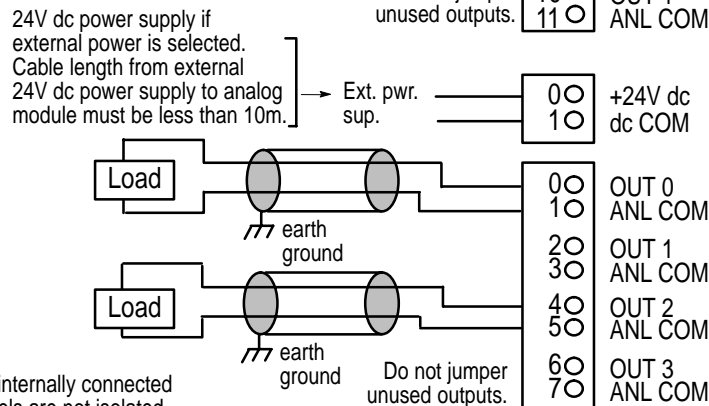 24V dc power supply if
external power is selected.
Cable length from external
24V dc power supply to analog
module must be less than 10m.
unused outputs.
11 ANL COM
Ext. pwr.
sup.
0 +24V dc
1 dc COM
Load
earth
ground
0 OUT 0
1 ANL COM
2 OUT 1
3 ANL COM
Load
earth
ground
4 OUT 2
5 ANL COM
Do not jumper
unused outputs.
6 OUT 3
7 ANL COM
internally connected
are not isolated